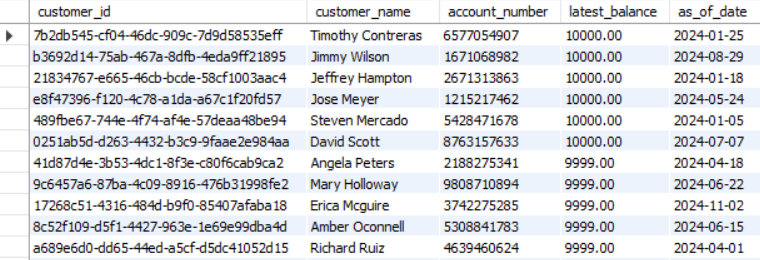 customer_id customer_name account_number latest_balance as_of_date
7b2db545-cf04-46dc-909c-7d9d58535eff Timothy Contreras 6577054907 10000.00 2024-01-25
b3692d14-75ab-467a-8dfb-4eda9ff21895 Jimmy Wilson 1671068982 10000.00 2024-08-29
21834767-e665-46cb-bcde-58cf1003aac4 Jeffrey Hampton 2671313863 10000.00 2024-01-18
e8f47396-f120-4c78-a1da-a67c1f20fd57 Jose Meyer 1215217462 10000.00 2024-05-24
489fbe67-744e-4f74-af4e-57deaa48be94 Steven Mercado 5428471678 10000.00 2024-01-05
0251ab5d-d263-4432-b3c9-9faae2e984aa David Scott 8763157633 10000.00 2024-07-07
41d87d4e-3b53-4dc1-8f3e-c80f6cab9ca2 Angela Peters 2188275341 9999.00 2024-04-18
9c6457a6-87ba-4c09-8916-476b31998fe2 Mary Holloway 9808710894 9999.00 2024-06-22
17268c51-4316-484d-b9f0-85407afaba18 Erica Mcguire 3742275285 9999.00 2024-11-02
8c52f109-d5f1-4427-963e-1e69e99dba4d Amber Oconnell 5308841783 9999.00 2024-06-15
a689e6d0-dd65-44ed-a5cf-d5dc41052d15 Richard Ruiz 4639460624 9999.00 2024-04-01